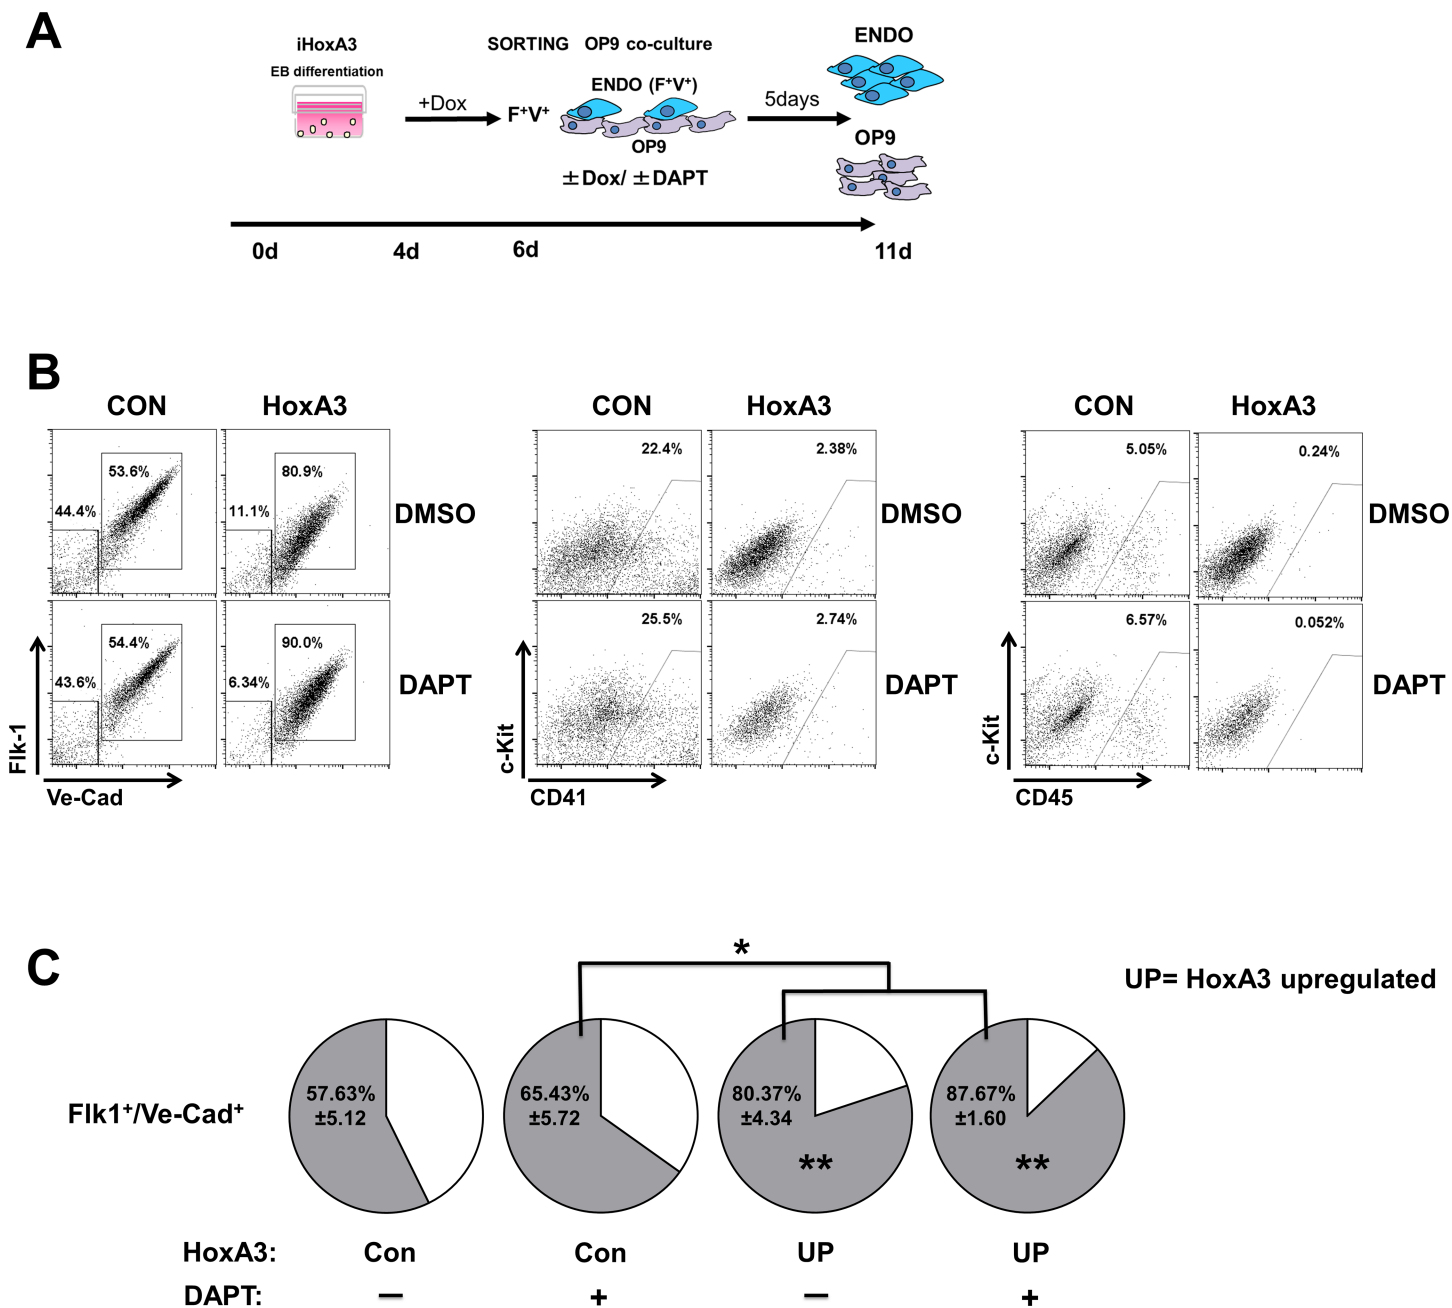 A
iHoxA3
EB differentiation
+Dox
SORTING OP9 co-culture
F⁺V⁺
ENDO (F⁺V⁺)
OP9
±Dox/ ±DAPT
5days
ENDO
OP9
0d 4d 6d 11d
B
CON HoxA3 CON HoxA3 CON HoxA3
53.6% 44.4% 80.9% 11.1% DMSO 22.4% 2.38% DMSO 5.05% 0.24% DMSO
54.4% 43.6% 90.0% 6.34% DAPT 25.5% 2.74% DAPT 6.57% 0.052% DAPT
Flk-1 c-Kit c-Kit
Ve-Cad CD41 CD45
C
*
UP= HoxA3 upregulated
Flk1⁺/Ve-Cad⁺
57.63% 65.43% 80.37% 87.67%
±5.12 ±5.72 ±4.34 ±1.60
** **
HoxA3: Con Con UP UP
DAPT: − + − +